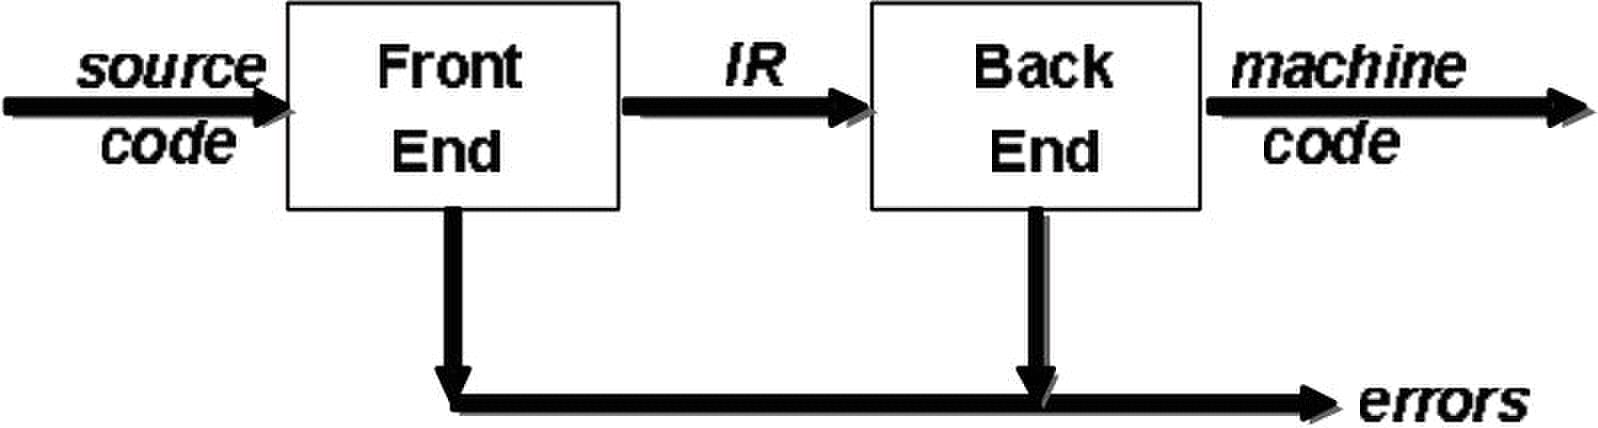 source
code
Front
End
IR
Back
End
machine
code
errors